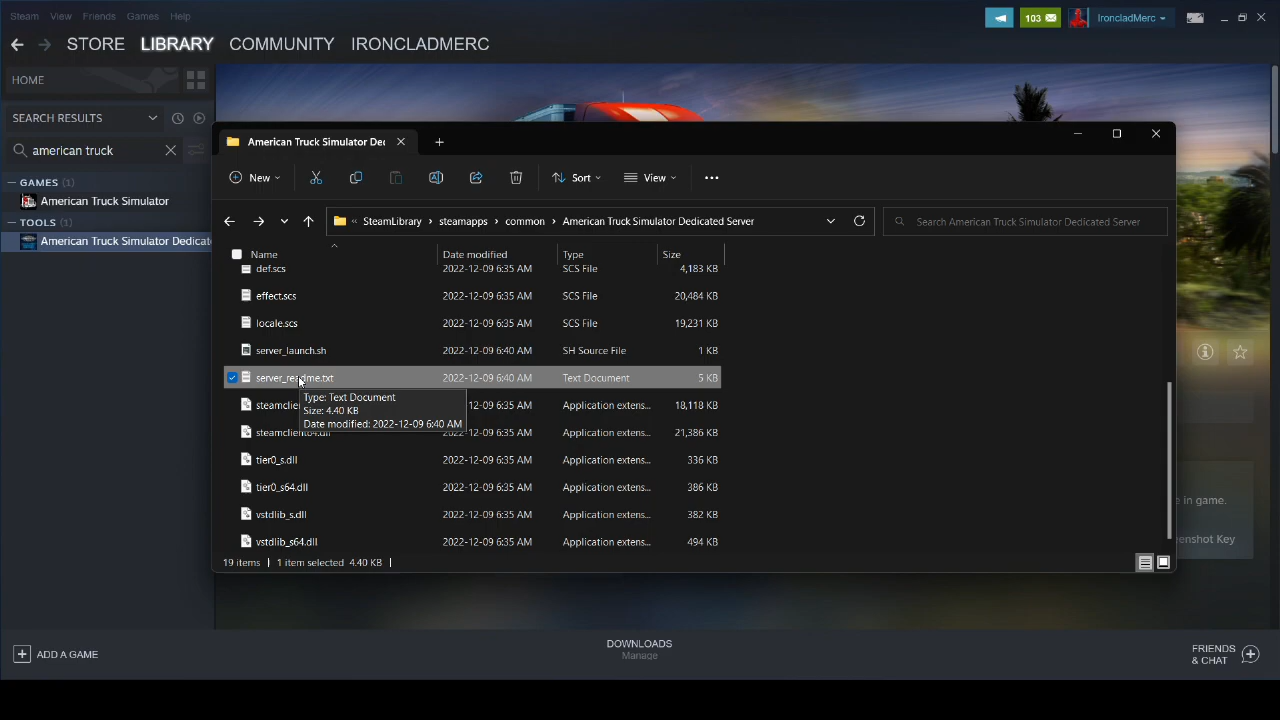 Steam View Friends Games Help
103 IroncladMerc
STORE LIBRARY COMMUNITY IRONCLADMERC
HOME
SEARCH RESULTS
american truck
GAMES (1)
American Truck Simulator
TOOLS (1)
American Truck Simulator Dedicat
American Truck Simulator Dec
New Sort View
« SteamLibrary › steamapps › common › American Truck Simulator Dedicated Server
Search American Truck Simulator Dedicated Server
Name Date modified Type Size
def.scs 2022-12-09 6:35 AM SCS File 4,183 KB
effect.scs 2022-12-09 6:35 AM SCS File 20,484 KB
locale.scs 2022-12-09 6:35 AM SCS File 19,231 KB
server_launch.sh 2022-12-09 6:40 AM SH Source File 1 KB
server_readme.txt 2022-12-09 6:40 AM Text Document 5 KB
Type: Text Document
Size: 4.40 KB
Date modified: 2022-12-09 6:40 AM
6:35 AM Application extens... 18,118 KB
steamclient64.dll 2022-12-09 6:35 AM Application extens... 21,386 KB
tier0_s.dll 2022-12-09 6:35 AM Application extens... 336 KB
tier0_s64.dll 2022-12-09 6:35 AM Application extens... 386 KB
vstdlib_s.dll 2022-12-09 6:35 AM Application extens... 382 KB
vstdlib_s64.dll 2022-12-09 6:35 AM Application extens... 494 KB
19 items 1 item selected 4.40 KB
e in game.
eenshot Key
ADD A GAME
DOWNLOADS
Manage
FRIENDS
& CHAT